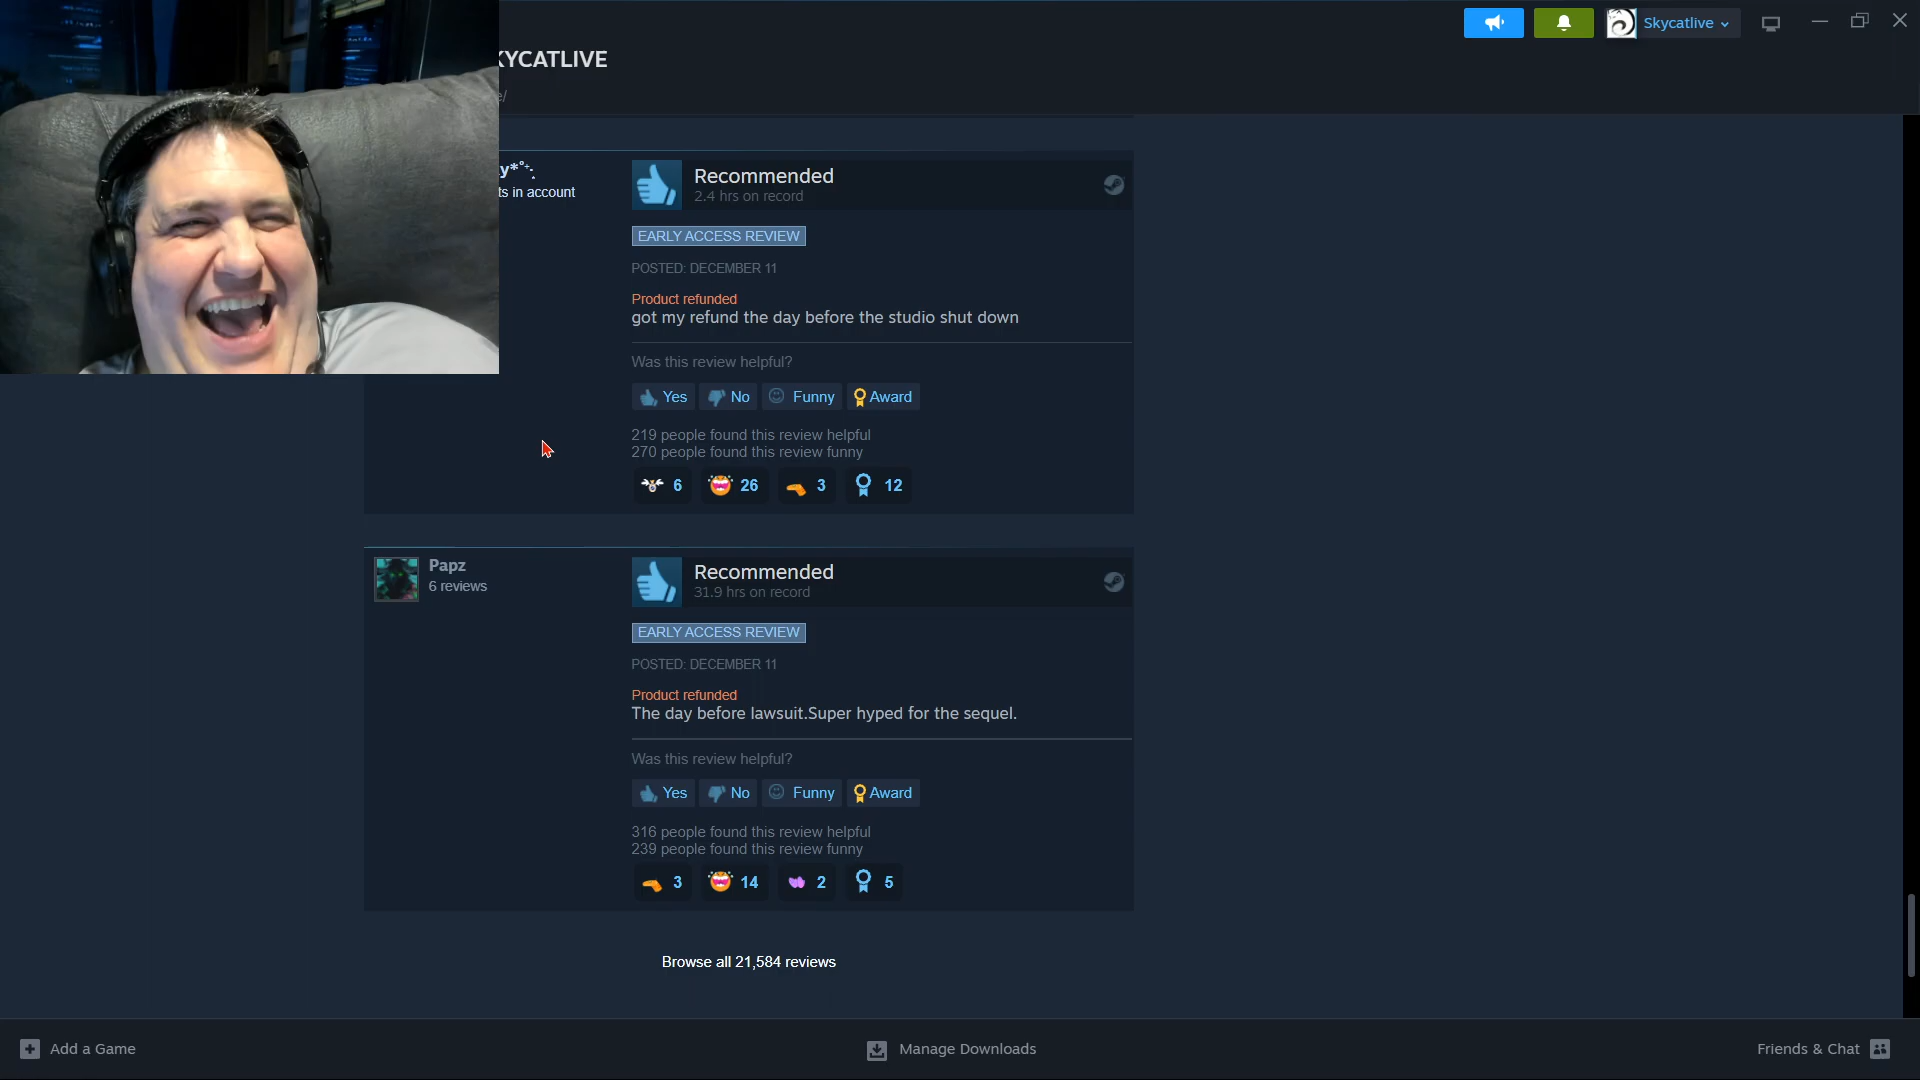 KYCATLIVE
Skycatlive
e/
y*
ts in account
Recommended
2.4 hrs on record
EARLY ACCESS REVIEW
POSTED: DECEMBER 11
Product refunded
got my refund the day before the studio shut down
Was this review helpful?
Yes
No
Funny
Award
219 people found this review helpful
270 people found this review funny
6
26
3
12
Papz
6 reviews
Recommended
31.9 hrs on record
EARLY ACCESS REVIEW
POSTED: DECEMBER 11
Product refunded
The day before lawsuit.Super hyped for the sequel.
Was this review helpful?
Yes
No
Funny
Award
316 people found this review helpful
239 people found this review funny
3
14
2
5
Browse all 21,584 reviews
Add a Game
Manage Downloads
Friends & Chat